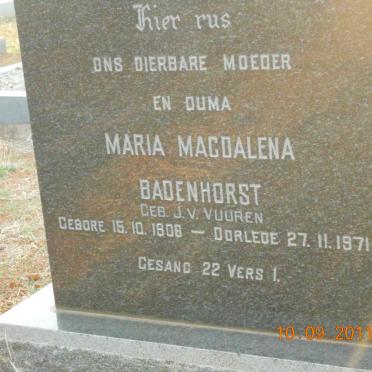 Hier rus
ONS DIERBARE MOEDER
EN OUMA
MARIA MAGDALENA
BADENHORST
GEB. J.V. VUUREN
GEBORE 15.10.1906 — OORLEDE 27.11.1971
GESANG 22 VERS 1.
10.09.2011